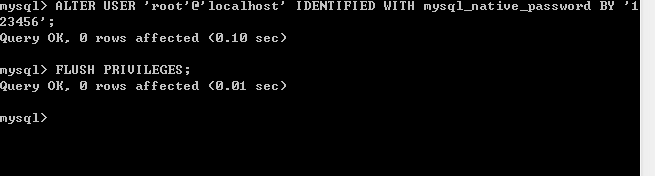 mysql> ALTER USER 'root'@'localhost' IDENTIFIED WITH mysql_native_password BY '1
23456';
Query OK, 0 rows affected (0.10 sec)
mysql> FLUSH PRIVILEGES;
Query OK, 0 rows affected (0.01 sec)
mysql>